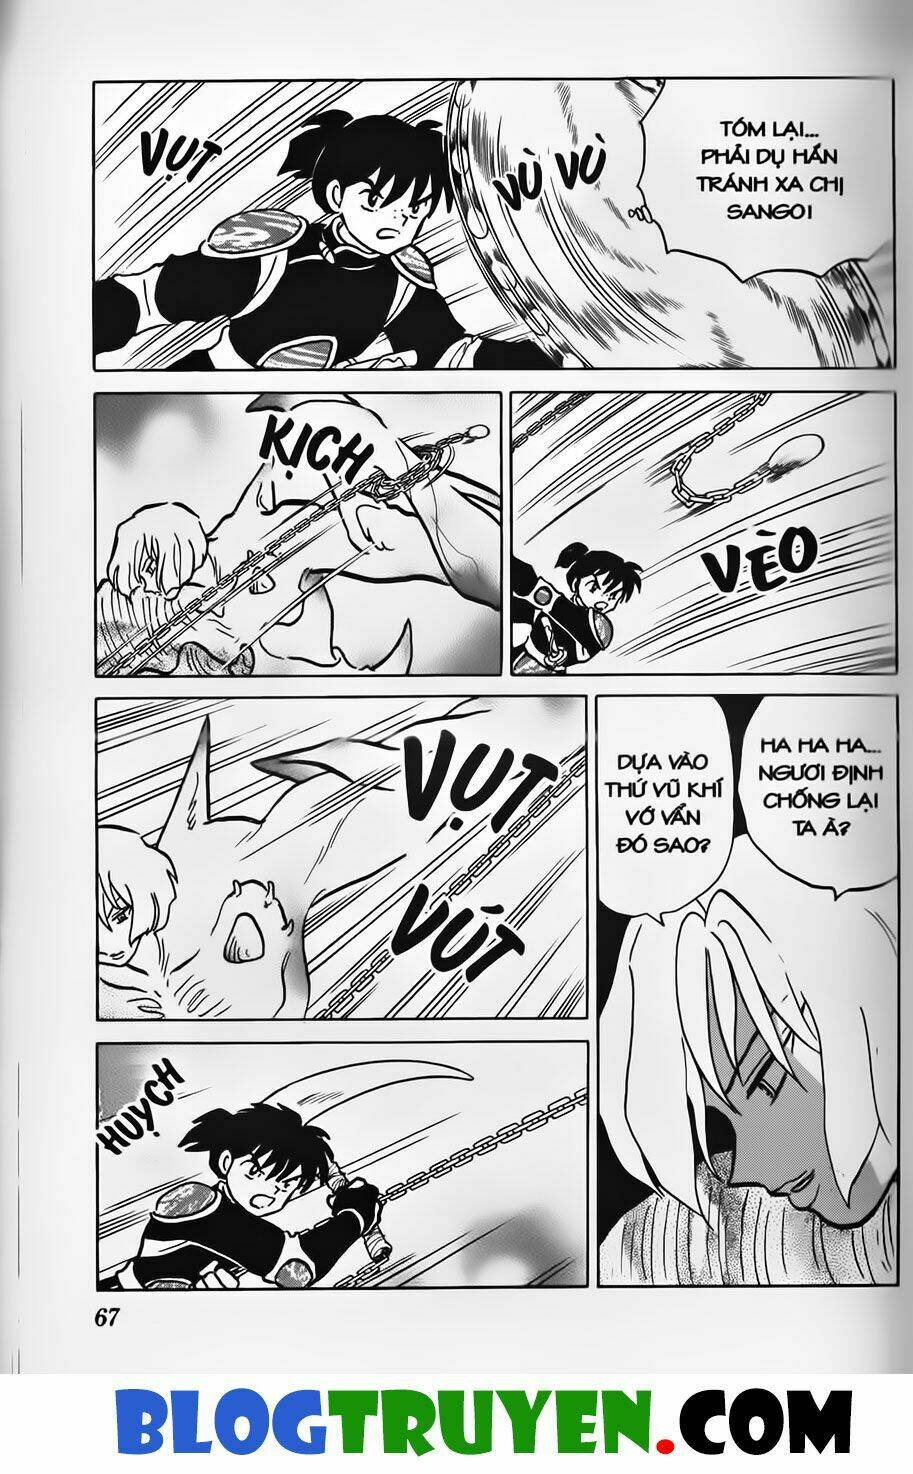 VỤT
VÙ VÙ
TÓM LẠI...
PHẢI DỤ HẮN
TRÁNH XA CHỊ
SANGO!
KỊCH
VÈO
VỤT
VÚT
HA HA HA...
NGƯƠI ĐỊNH
CHỐNG LẠI
TA À?
DỰA VÀO
THỨ VŨ KHÍ
VỚ VẨN
ĐÓ SAO?
HUỴCH
67
BLOGTRUYEN.COM